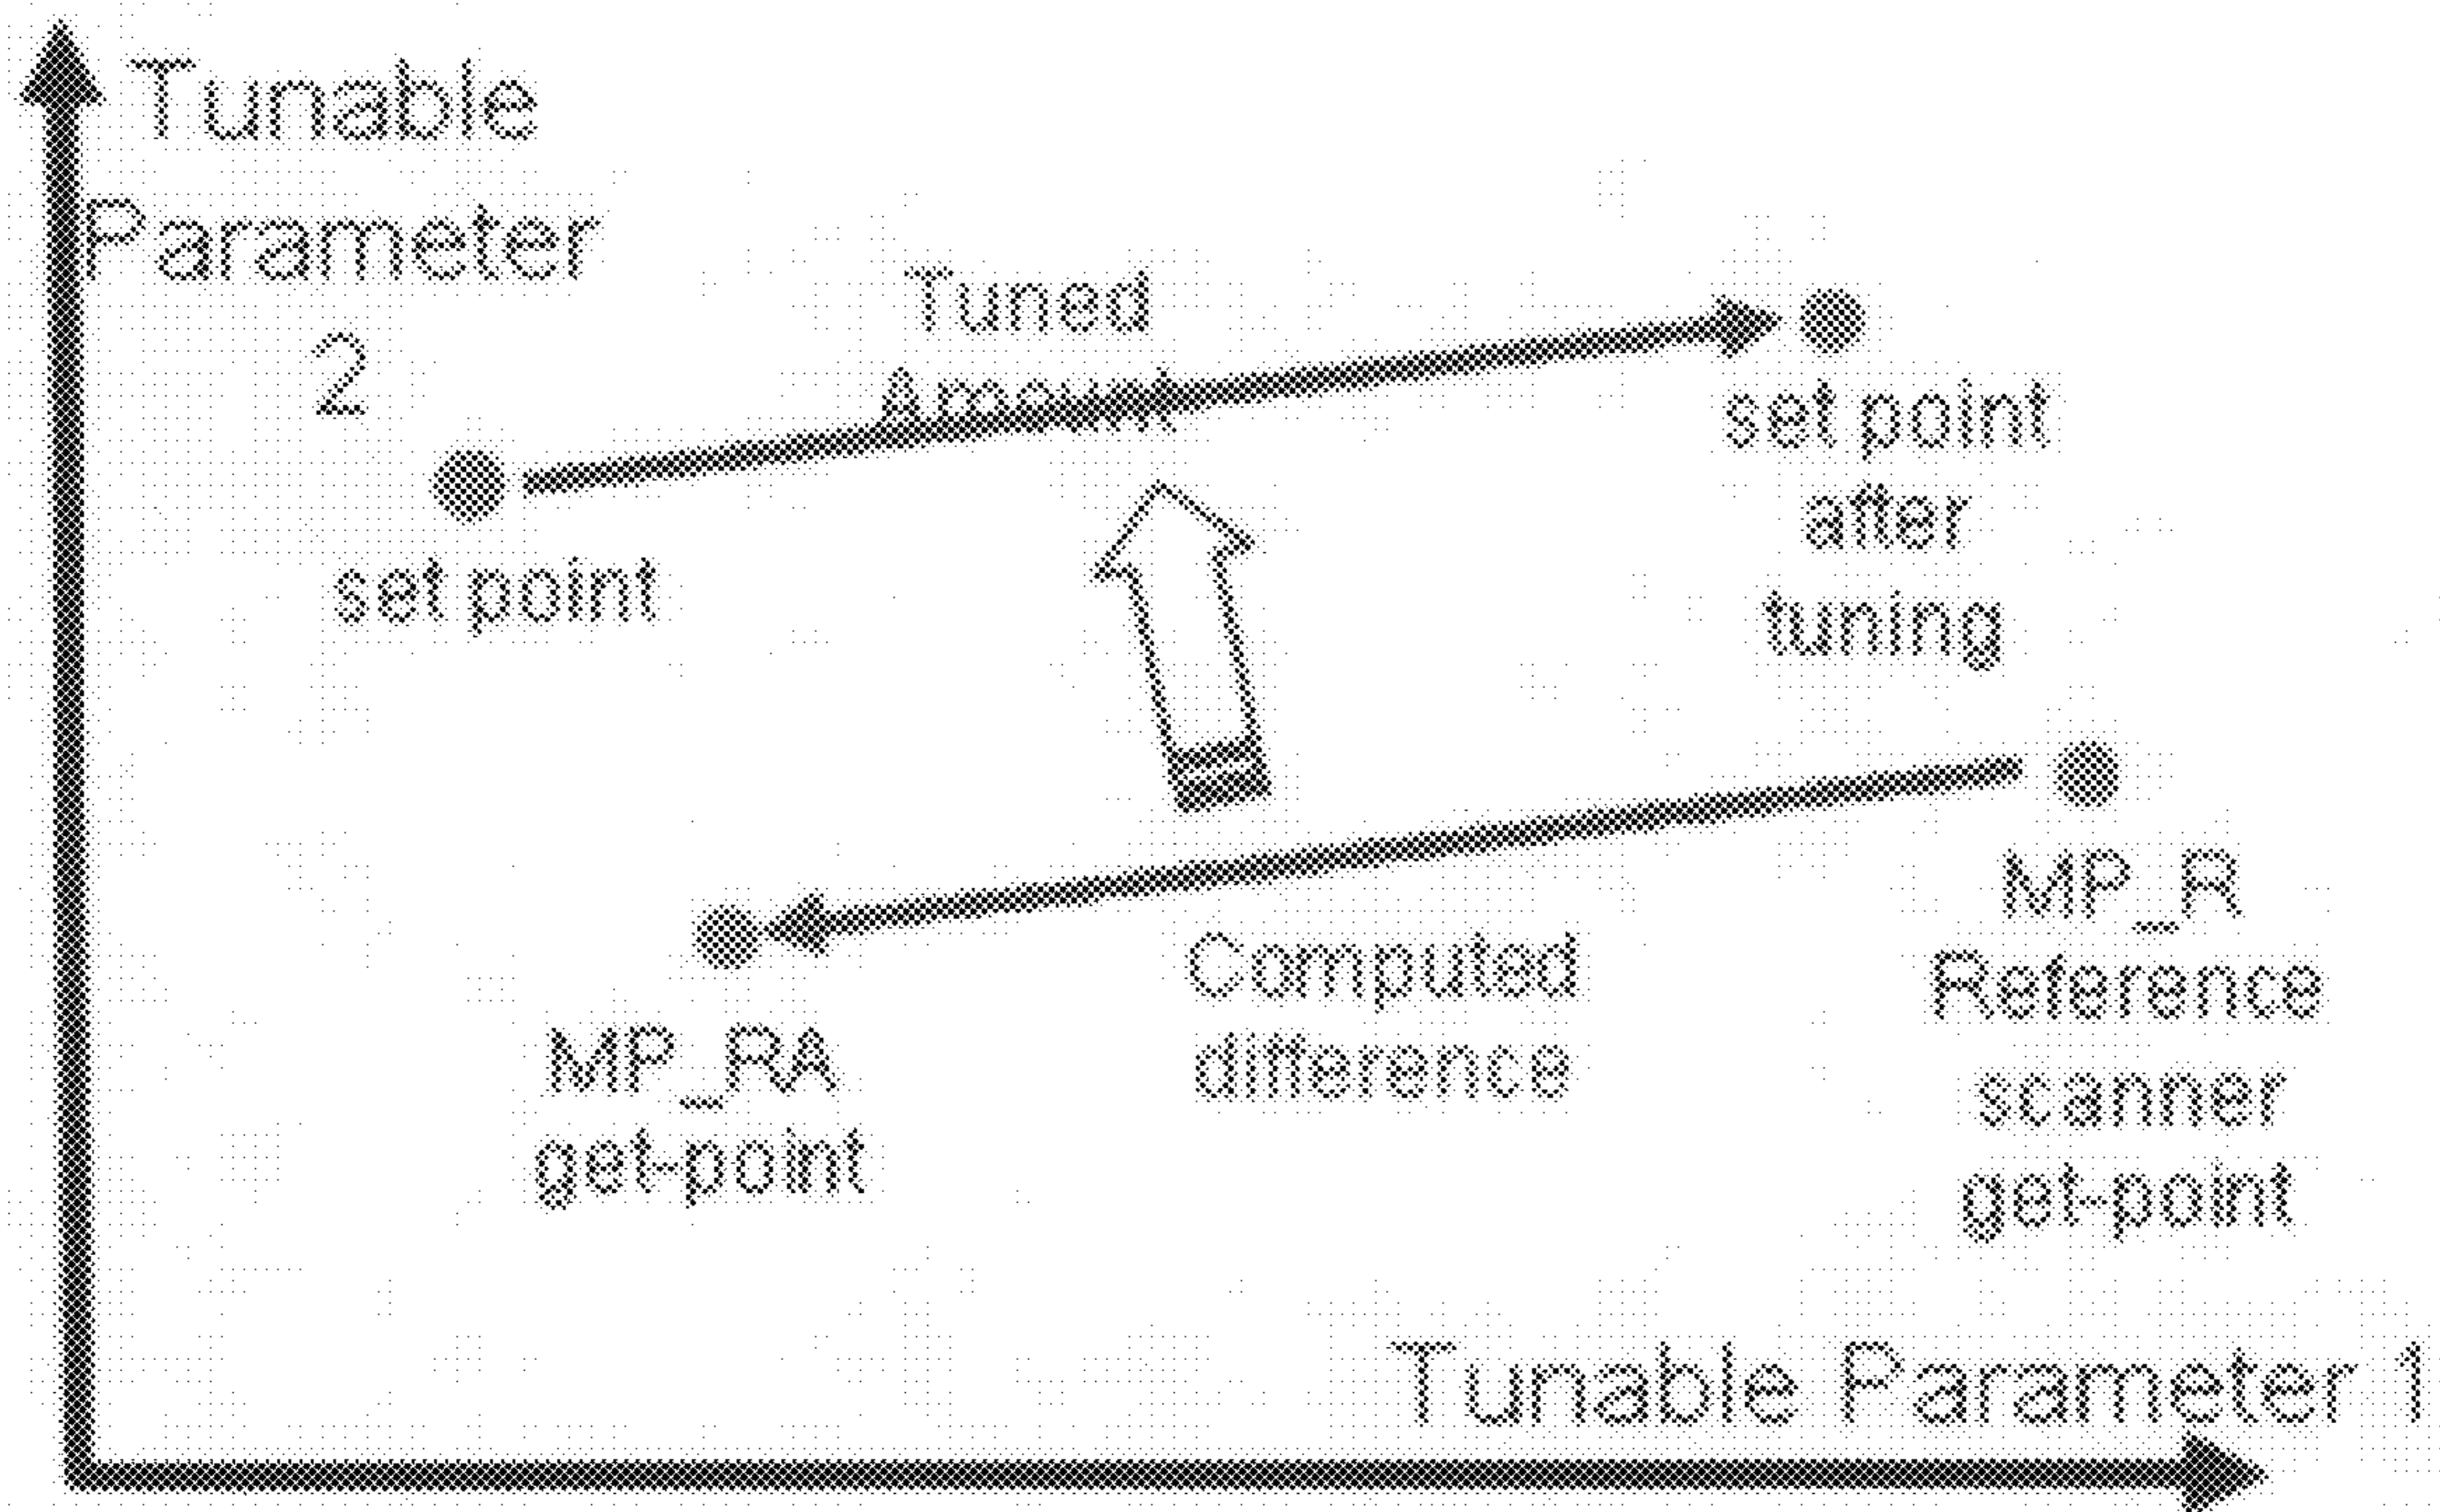 Tunable
Parameter
2
Tuned
Amount
set point
after
tuning
set point
MP_R
Reference
scanner
get-point
Computed
difference
MP_RA
get-point
Tunable Parameter 1